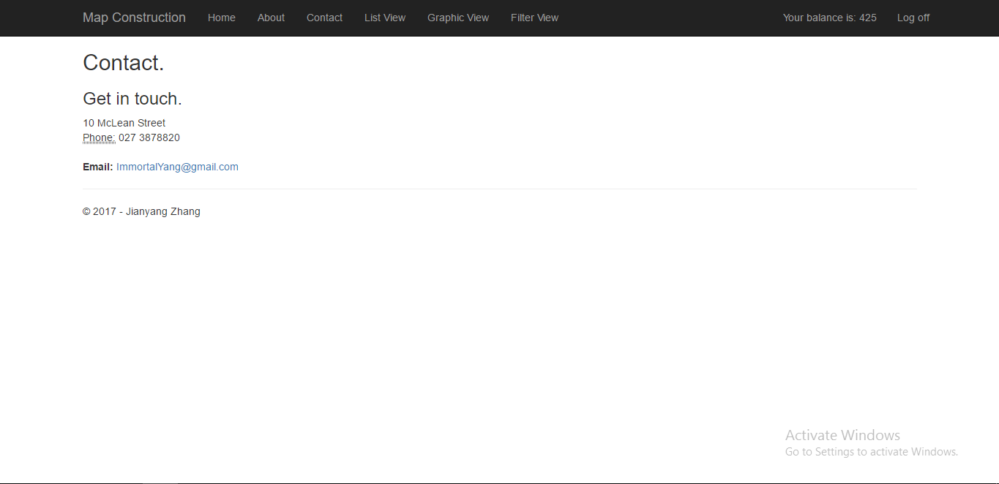 Map Construction Home About Contact List View Graphic View Filter View Your balance is: 425 Log off
Contact.
Get in touch.
10 McLean Street
Phone: 027 3878820
Email: ImmortalYang@gmail.com
© 2017 - Jianyang Zhang
Activate Windows
Go to Settings to activate Windows.